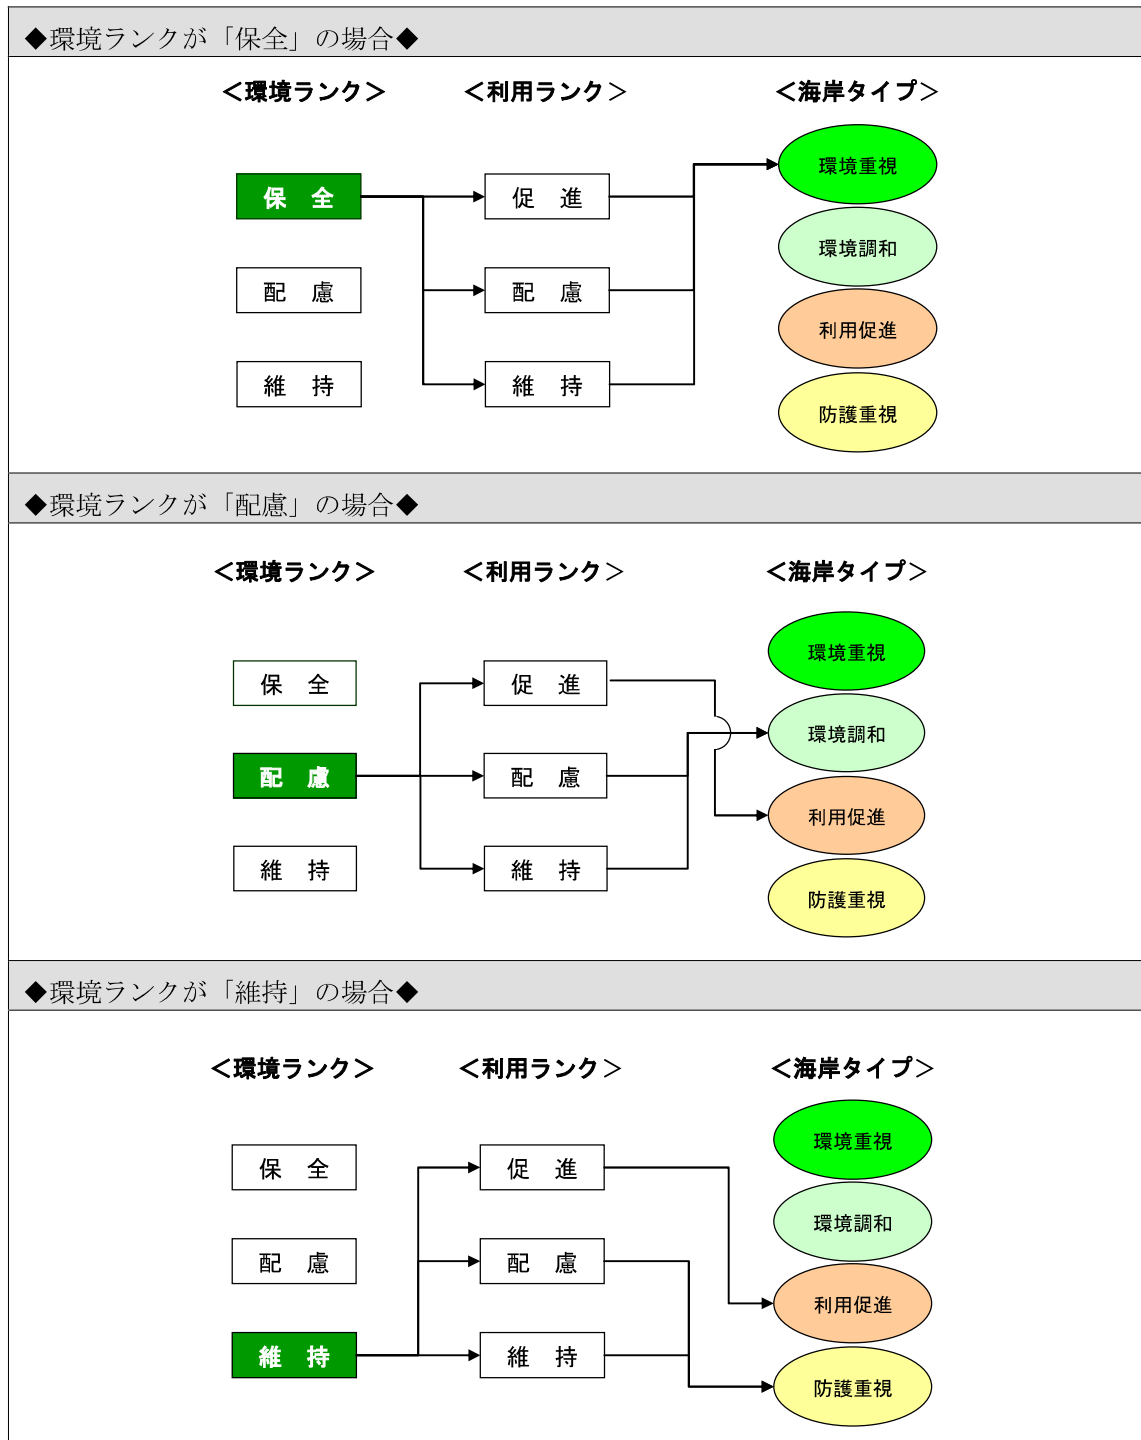 ◆環境ランクが「保全」の場合◆
＜環境ランク＞ ＜利用ランク＞ ＜海岸タイプ＞
環境重視
保 全 促 進
環境調和
配 慮 配 慮
利用促進
維 持 維 持
防護重視
◆環境ランクが「配慮」の場合◆
＜環境ランク＞ ＜利用ランク＞ ＜海岸タイプ＞
環境重視
保 全 促 進
環境調和
配 慮 配 慮
利用促進
維 持 維 持
防護重視
◆環境ランクが「維持」の場合◆
＜環境ランク＞ ＜利用ランク＞ ＜海岸タイプ＞
環境重視
保 全 促 進
環境調和
配 慮 配 慮
利用促進
維 持 維 持
防護重視